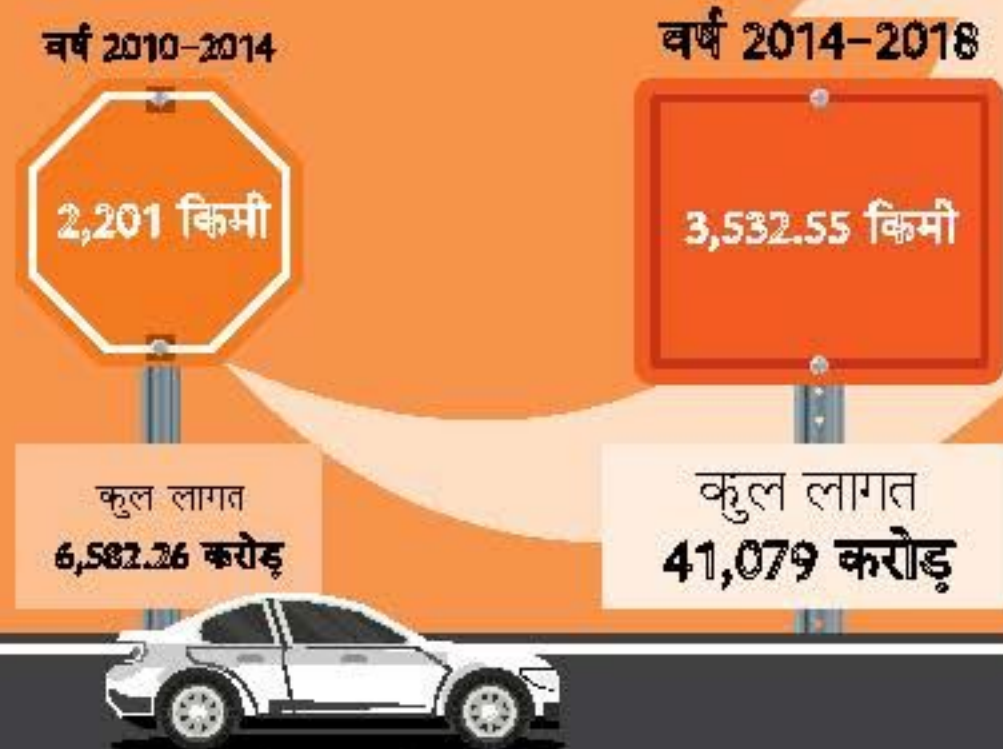 वर्ष 2010-2014
2,201 किमी
कुल लागत
6,582.26 करोड़
वर्ष 2014-2018
3,532.55 किमी
कुल लागत
41,079 करोड़